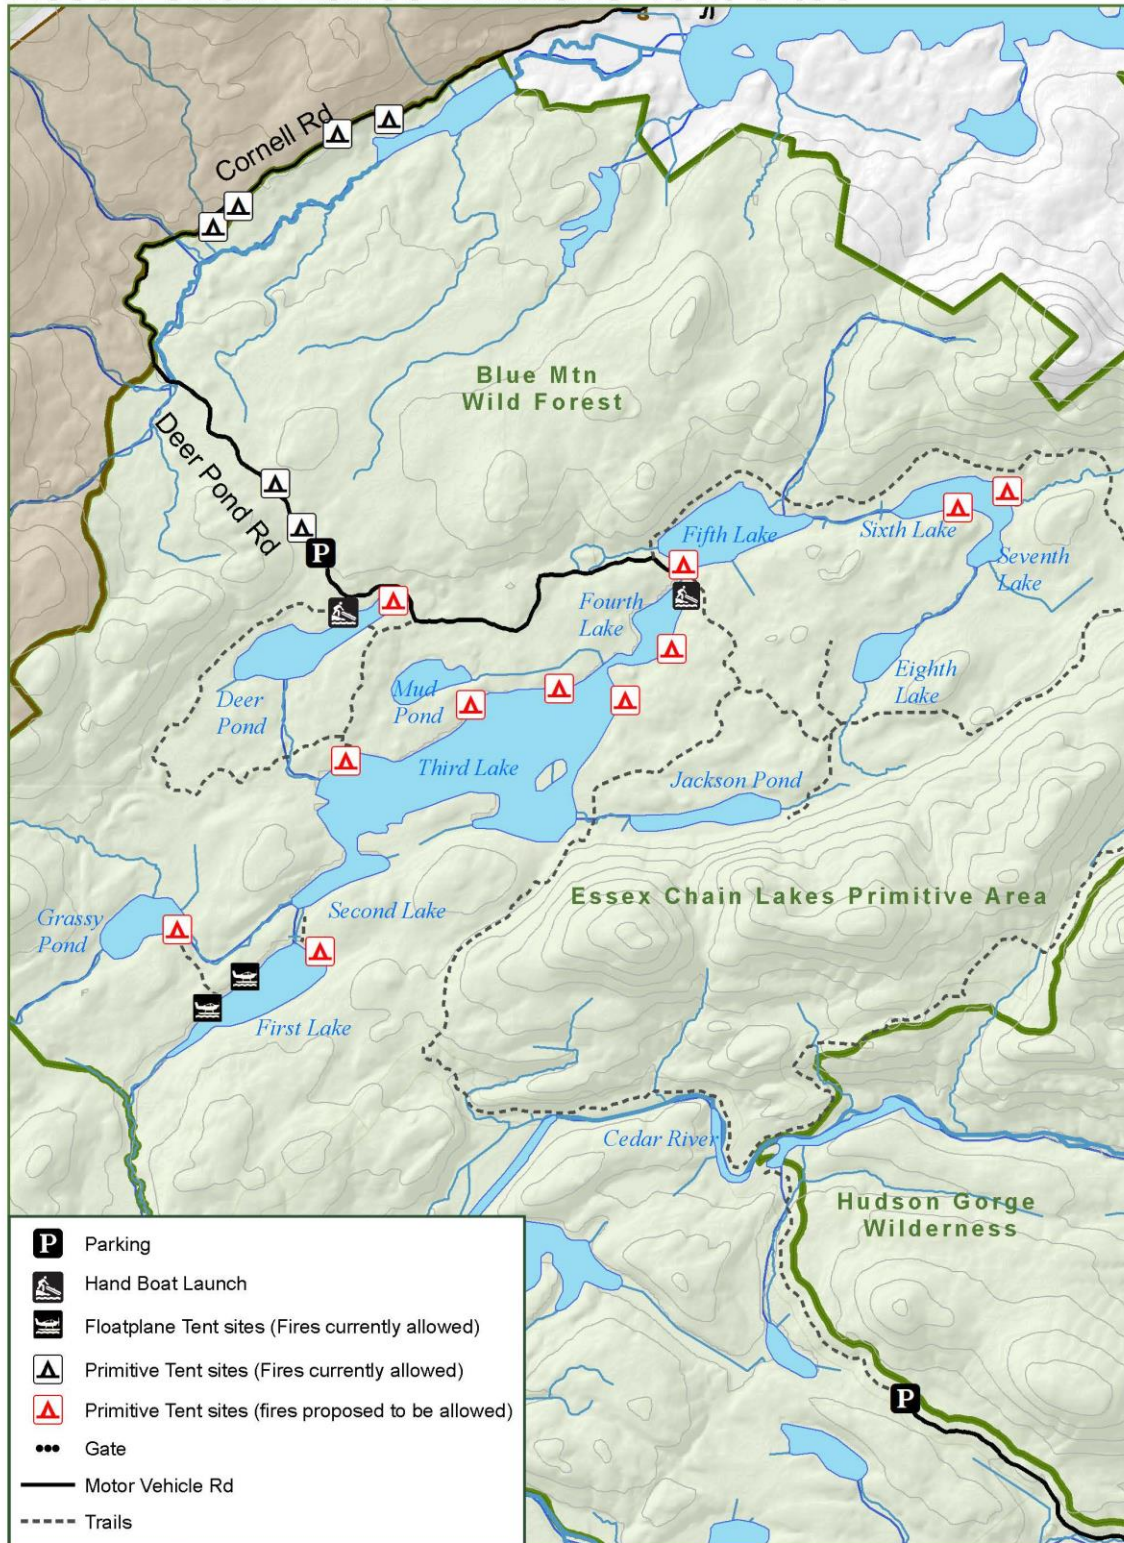 Cornell Rd
Blue Mtn
Wild Forest
Deer Pond Rd
P
Fifth Lake
Sixth Lake
Seventh
Lake
Fourth
Lake
Eighth
Lake
Mud
Pond
Deer
Pond
Third Lake
Jackson Pond
Essex Chain Lakes Primitive Area
Second Lake
Grassy
Pond
First Lake
Cedar River
Hudson Gorge
Wilderness
P
P Parking
Hand Boat Launch
Floatplane Tent sites (Fires currently allowed)
Primitive Tent sites (Fires currently allowed)
Primitive Tent sites (fires proposed to be allowed)
Gate
Motor Vehicle Rd
Trails